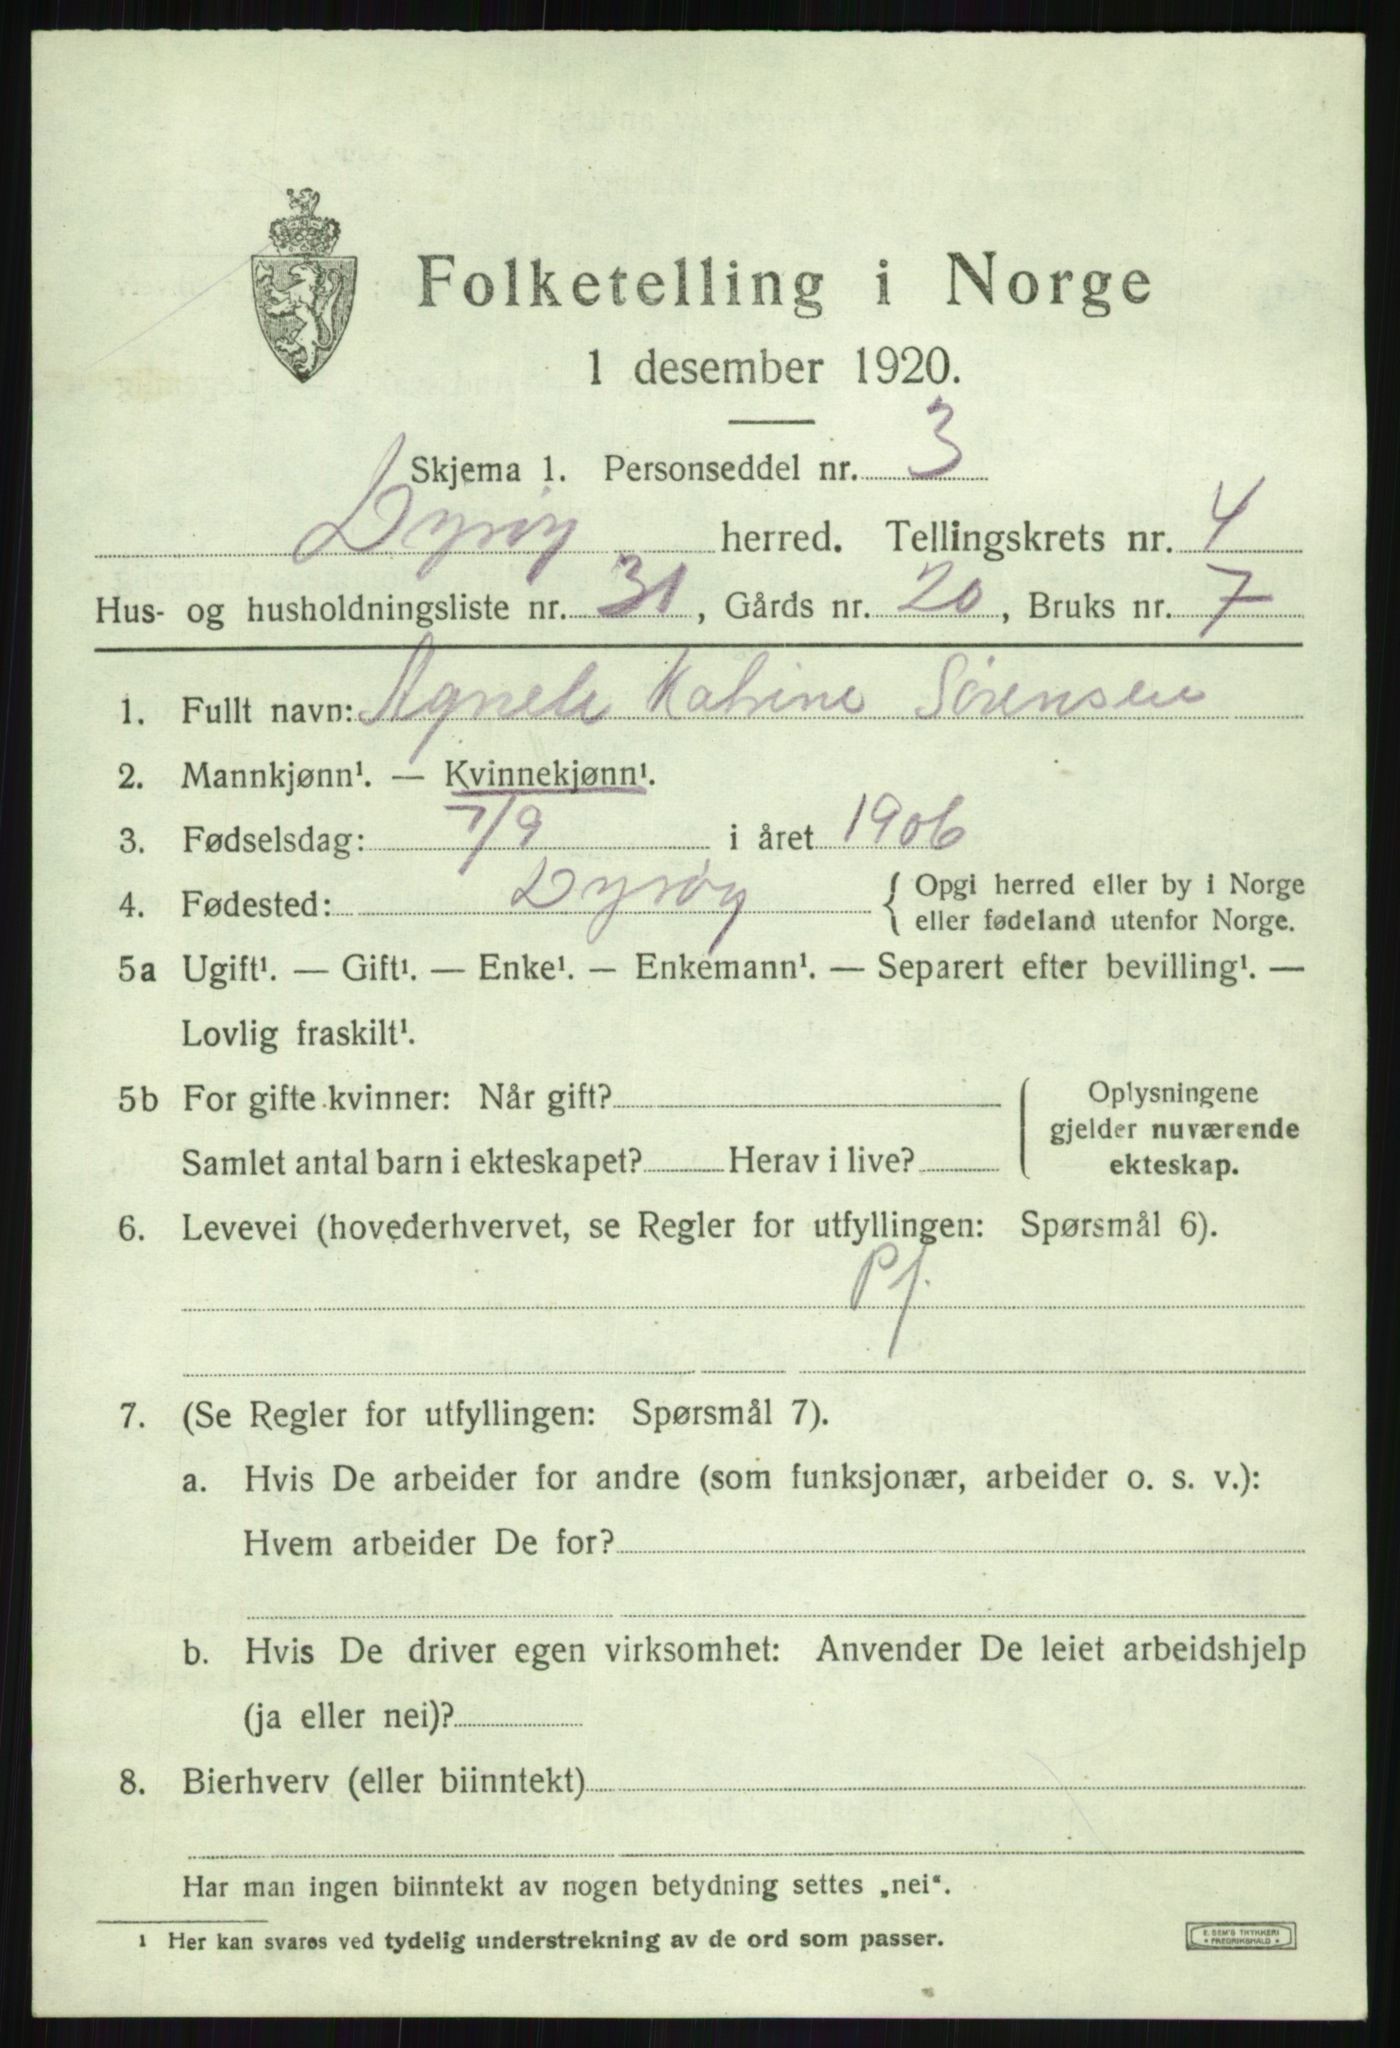 Folketelling i Norge
1 desember 1920.
Skjema 1. Personseddel nr. 3
Dyrøy herred. Tellingskrets nr. 4
Hus- og husholdningsliste nr. 31, Gårds nr. 20, Bruks nr. 7
1. Fullt navn: Agnete Katrine Sørensen
2. Mannkjønn¹. — Kvinnekjønn¹.
3. Fødselsdag: 7/9 i året 1906
4. Fødested: Dyrøy { Opgi herred eller by i Norge
eller fødeland utenfor Norge.
5a Ugift¹. — Gift¹. — Enke¹. — Enkemann¹. — Separert efter bevilling¹. —
Lovlig fraskilt¹.
5b For gifte kvinner: Når gift?
Samlet antal barn i ekteskapet? Herav i live?
Oplysningene
gjelder nuværende
ekteskap.
6. Levevei (hovederhvervet, se Regler for utfyllingen: Spørsmål 6).
Pf.
7. (Se Regler for utfyllingen: Spørsmål 7).
a. Hvis De arbeider for andre (som funksjonær, arbeider o. s. v.):
Hvem arbeider De for?
b. Hvis De driver egen virksomhet: Anvender De leiet arbeidshjelp
(ja eller nei)?
8. Bierhverv (eller biinntekt)
Har man ingen biinntekt av nogen betydning settes „nei".
¹ Her kan svares ved tydelig understrekning av de ord som passer.
E. SEM'S TRYKKERI
* FREDRIKSHALD *